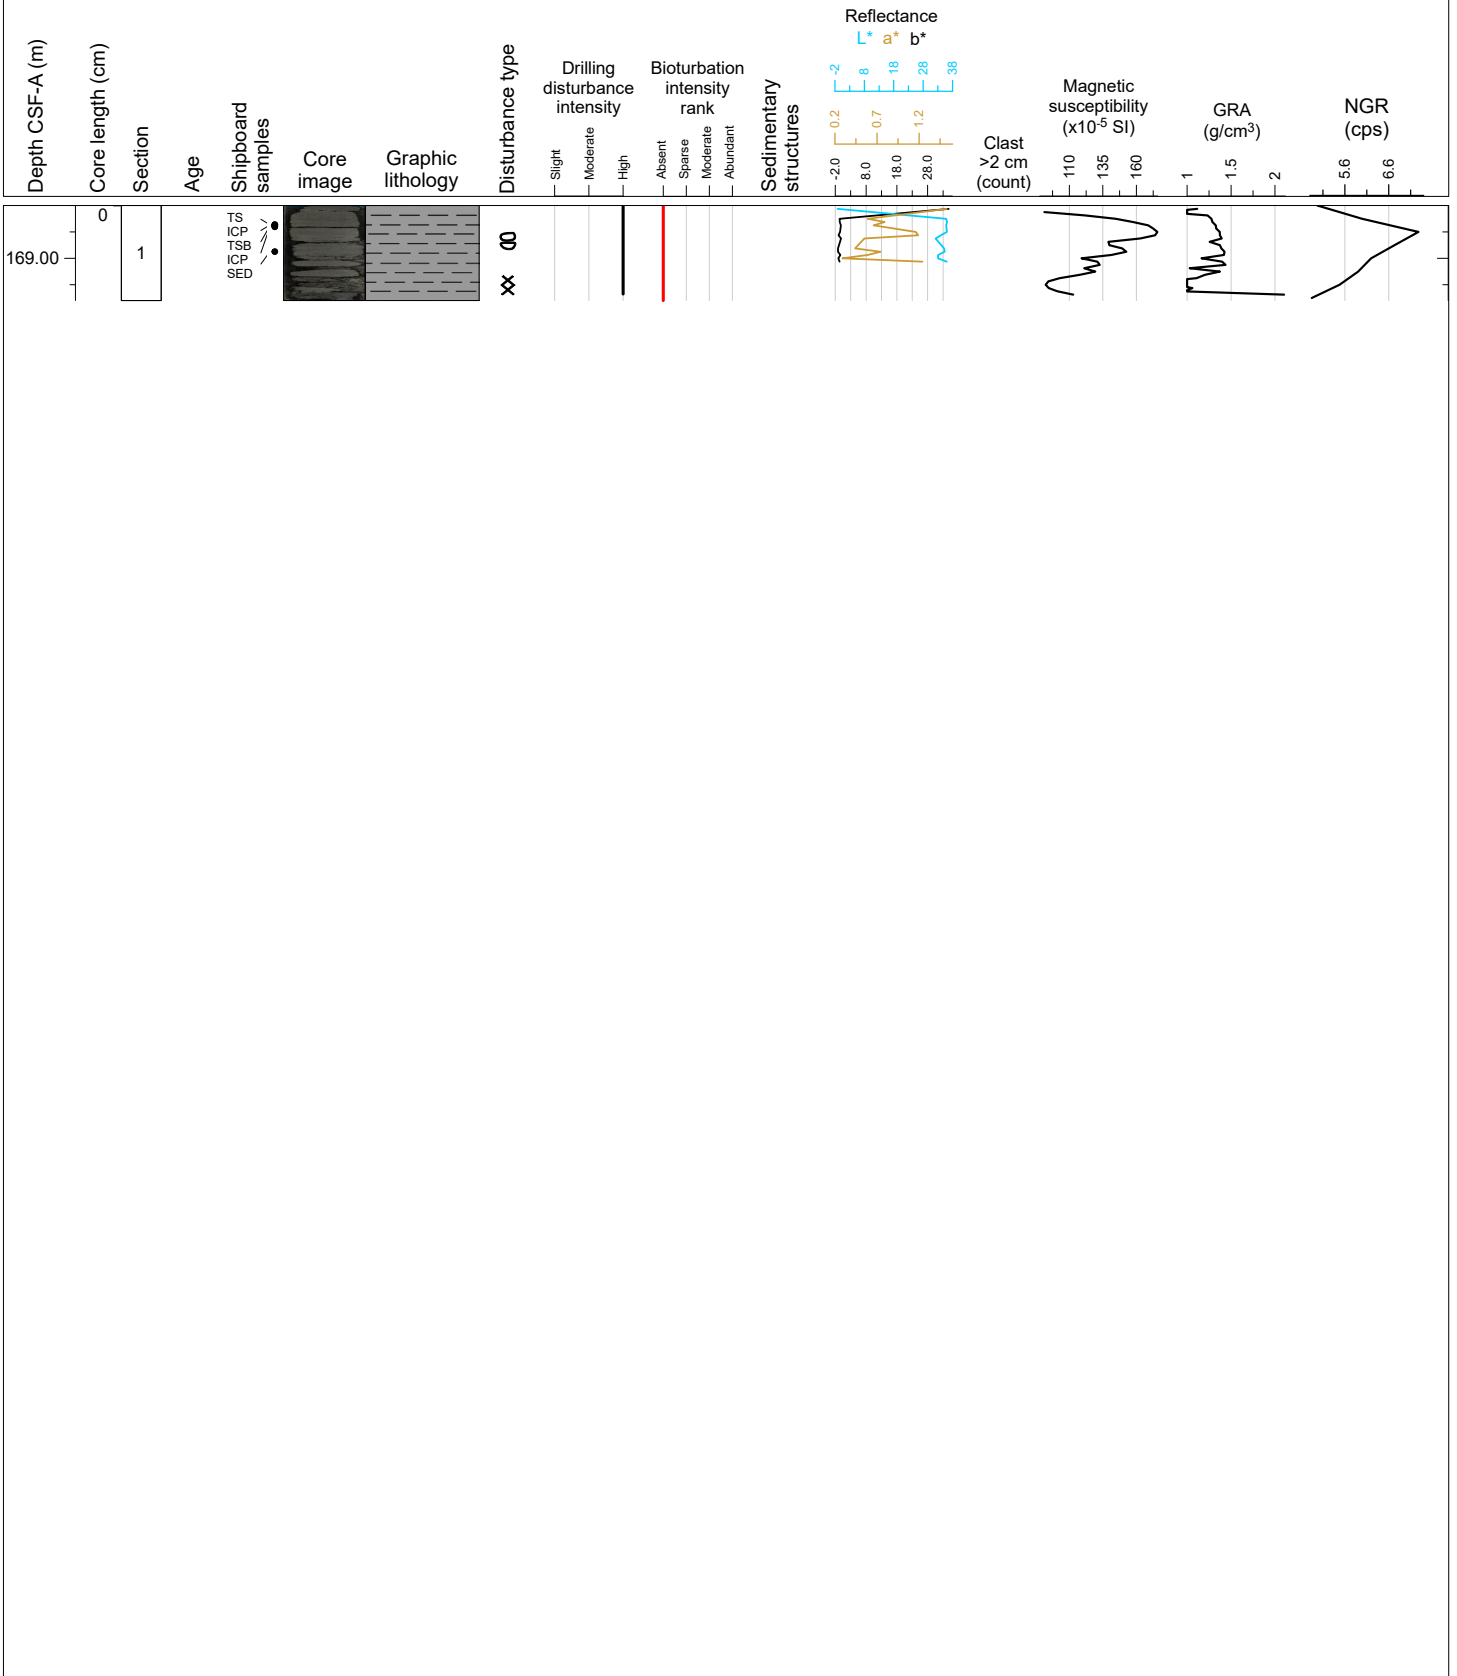 Depth CSF-A (m)
Core length (cm)
Section
Age
Shipboard
samples
Core
image
Graphic
lithology
Disturbance type
Drilling
disturbance
intensity
Slight
Moderate
High
Bioturbation
intensity
rank
Absent
Sparse
Moderate
Abundant
Sedimentary
structures
Reflectance
L* a* b*
-2 8 18 28 38
0.2 0.7 1.2
-2.0 8.0 18.0 28.0
Clast
>2 cm
(count)
Magnetic
susceptibility
(x10⁻⁵ SI)
110 135 160
GRA
(g/cm³)
1 1.5 2
NGR
(cps)
5.6 6.6
169.00
0
1
TS
ICP
TSB
ICP
SED